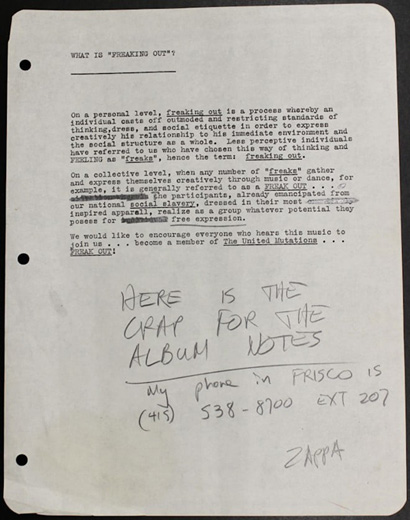 WHAT IS "FREAKING OUT"?
On a personal level, freaking out is a process whereby an
individual casts off outmoded and restricting standards of
thinking,dress, and social etiquette in order to express
creatively his relationship to his immediate environment and
the social structure as a whole. Less perceptive individuals
have referred to us who have chosen this way of thinking and
FEELING as "freaks", hence the term: freaking out.
On a collective level, when any number of "freaks" gather
and express themselves creatively through music or dance, for
example, it is generally referred to as a FREAK OUT . . . .
the participants, already emancipated from
our national social slavery, dressed in their most
inspired apparell, realize as a group whatever potential they
posess for free expression.
We would like to encourage everyone who hears this music to
join us . . . become a member of The United Mutations . . .
FREAK OUT!
HERE IS THE
CRAP FOR THE
ALBUM NOTES
My phone in FRISCO IS
(415) 538-8700 EXT 207
ZAPPA